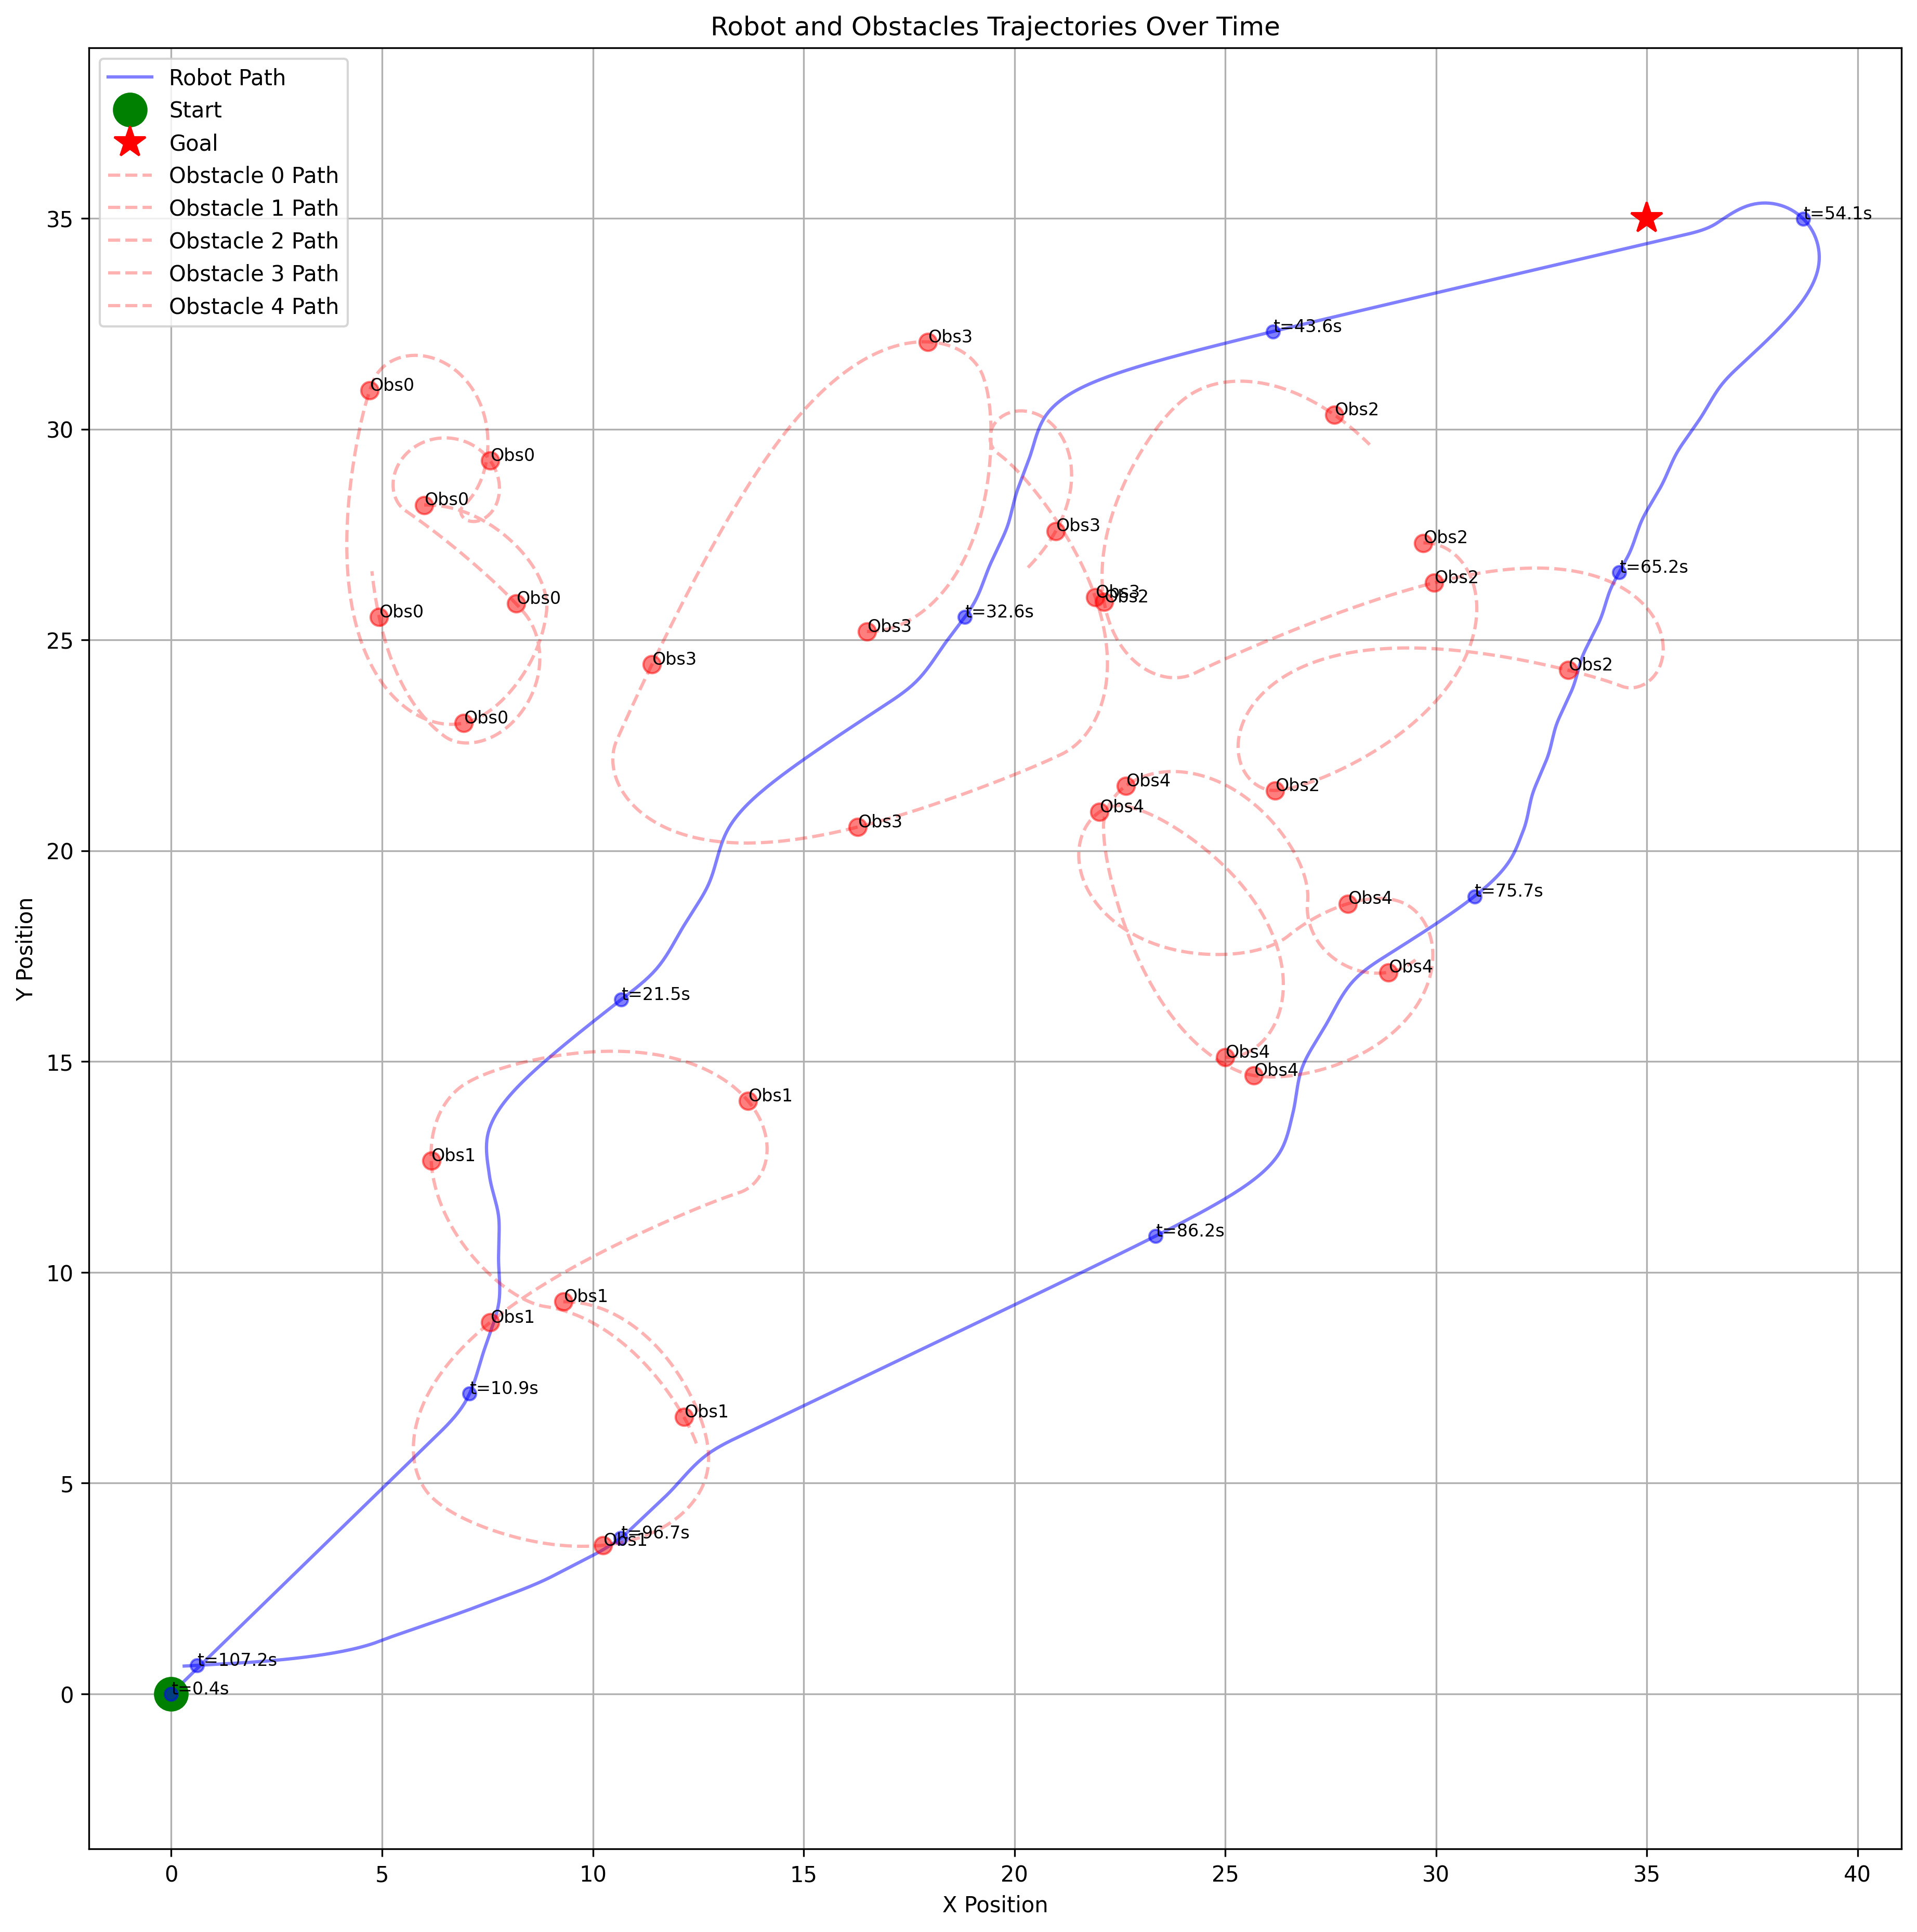 Robot and Obstacles Trajectories Over Time
Robot Path
Start
Goal
Obstacle 0 Path
Obstacle 1 Path
Obstacle 2 Path
Obstacle 3 Path
Obstacle 4 Path
Y Position
35
30
25
20
15
10
5
0
t=54.1s
t=43.6s
Obs3
Obs0
Obs2
Obs0
Obs0
Obs3
Obs2
Obs2
t=65.2s
Obs0
Obs3
Obs2
Obs0
t=32.6s
Obs3
Obs3
Obs2
Obs0
Obs4
Obs2
Obs4
Obs3
Obs4
t=75.7s
Obs4
t=21.5s
Obs4
Obs4
Obs1
Obs1
t=86.2s
Obs1
Obs1
t=10.9s
Obs1
t=96.7s
Obs1
t=107.2s
t=0.4s
0
5
10
15
20
25
30
35
40
X Position